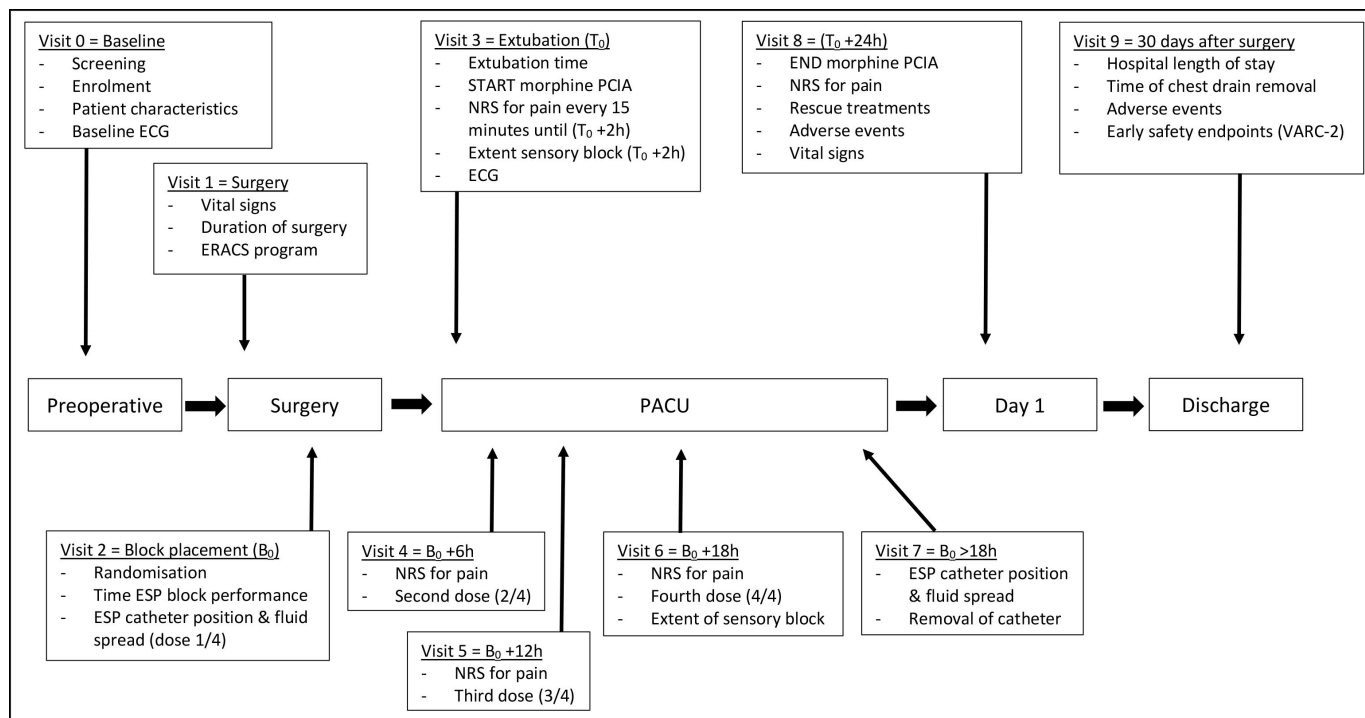 Visit 0 = Baseline
- Screening
- Enrolment
- Patient characteristics
- Baseline ECG
Visit 1 = Surgery
- Vital signs
- Duration of surgery
- ERACS program
Visit 3 = Extubation (T₀)
- Extubation time
- START morphine PCIA
- NRS for pain every 15
minutes until (T₀ +2h)
- Extent sensory block (T₀ +2h)
- ECG
Visit 8 = (T₀ +24h)
- END morphine PCIA
- NRS for pain
- Rescue treatments
- Adverse events
- Vital signs
Visit 9 = 30 days after surgery
- Hospital length of stay
- Time of chest drain removal
- Adverse events
- Early safety endpoints (VARC-2)
Preoperative
Surgery
PACU
Day 1
Discharge
Visit 2 = Block placement (B₀)
- Randomisation
- Time ESP block performance
- ESP catheter position & fluid
spread (dose 1/4)
Visit 4 = B₀ +6h
- NRS for pain
- Second dose (2/4)
Visit 5 = B₀ +12h
- NRS for pain
- Third dose (3/4)
Visit 6 = B₀ +18h
- NRS for pain
- Fourth dose (4/4)
- Extent of sensory block
Visit 7 = B₀ >18h
- ESP catheter position
& fluid spread
- Removal of catheter